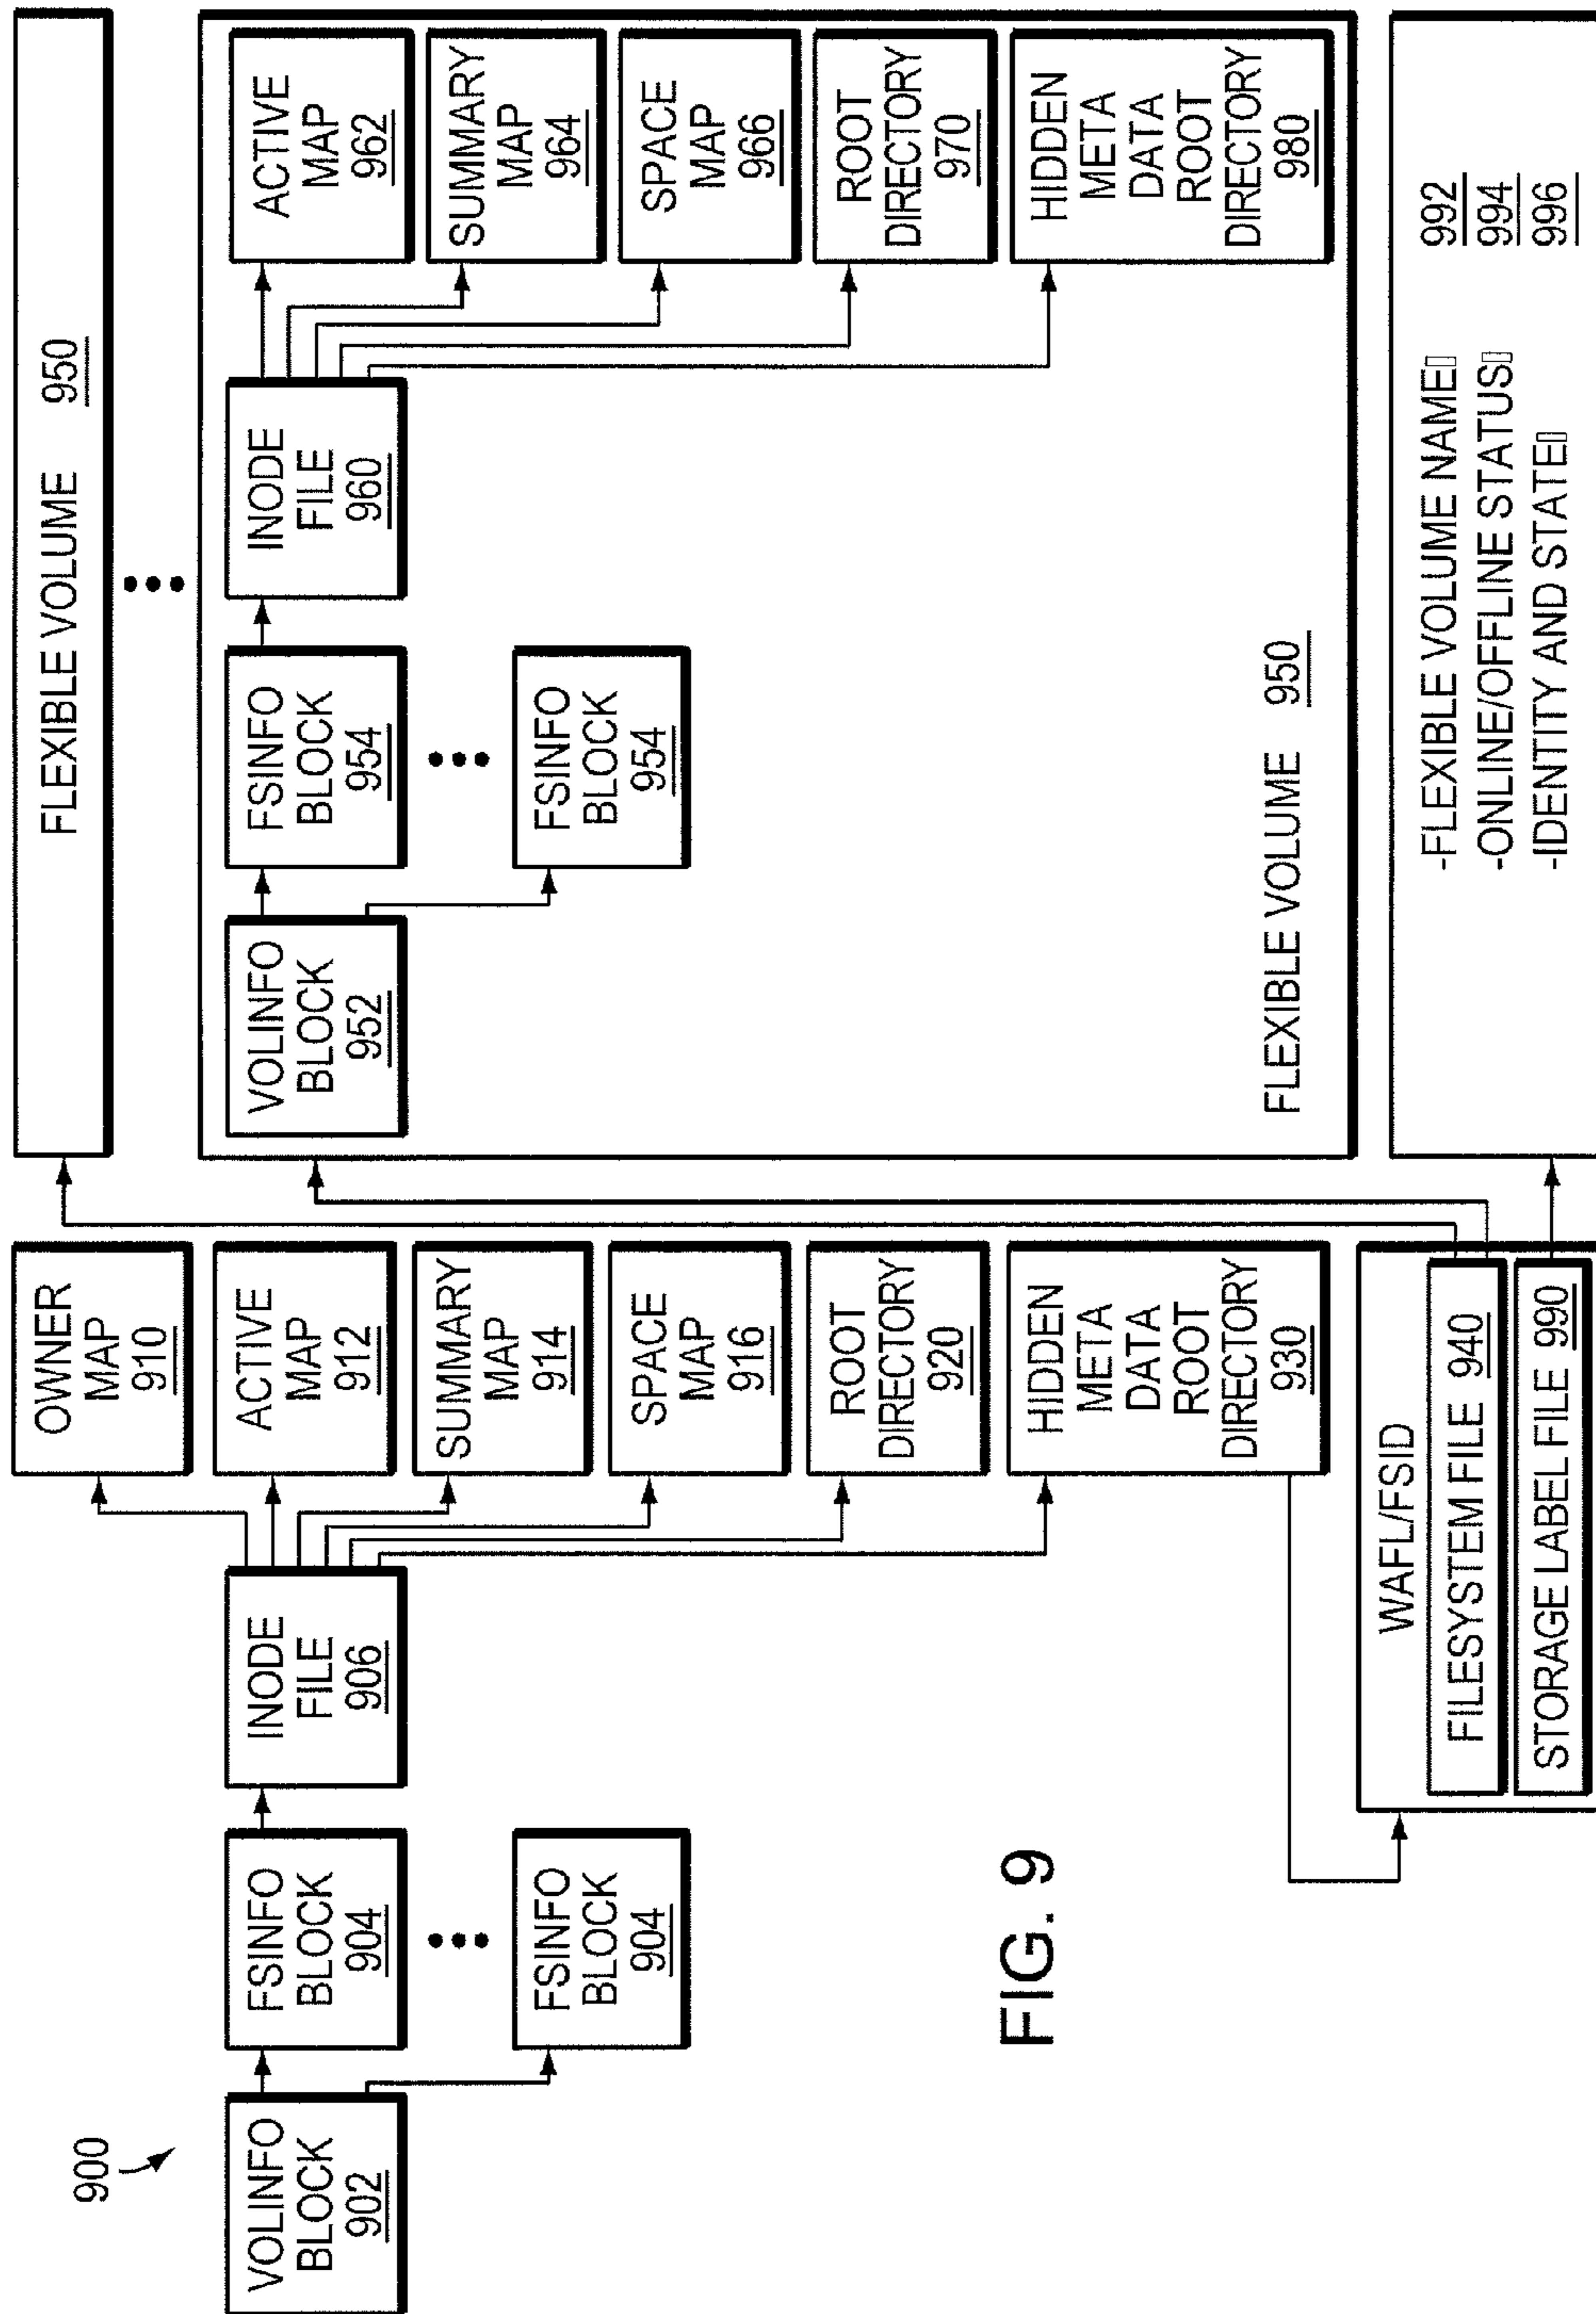 900
VOLINFO
BLOCK
902
FSINFO
BLOCK
904
FSINFO
BLOCK
904
INODE
FILE
906
OWNER
MAP
910
ACTIVE
MAP
912
SUMMARY
MAP
914
SPACE
MAP
916
ROOT
DIRECTORY
920
HIDDEN
META
DATA
ROOT
DIRECTORY
930
WAFL/FSID
FILESYSTEM FILE 940
STORAGE LABEL FILE 990
FLEXIBLE VOLUME 950
VOLINFO
BLOCK
952
FSINFO
BLOCK
954
FSINFO
BLOCK
954
INODE
FILE
960
ACTIVE
MAP
962
SUMMARY
MAP
964
SPACE
MAP
966
ROOT
DIRECTORY
970
HIDDEN
META
DATA
ROOT
DIRECTORY
980
FLEXIBLE VOLUME 950
-FLEXIBLE VOLUME NAME 992
-ONLINE/OFFLINE STATUS 994
-IDENTITY AND STATE 996
FIG. 9